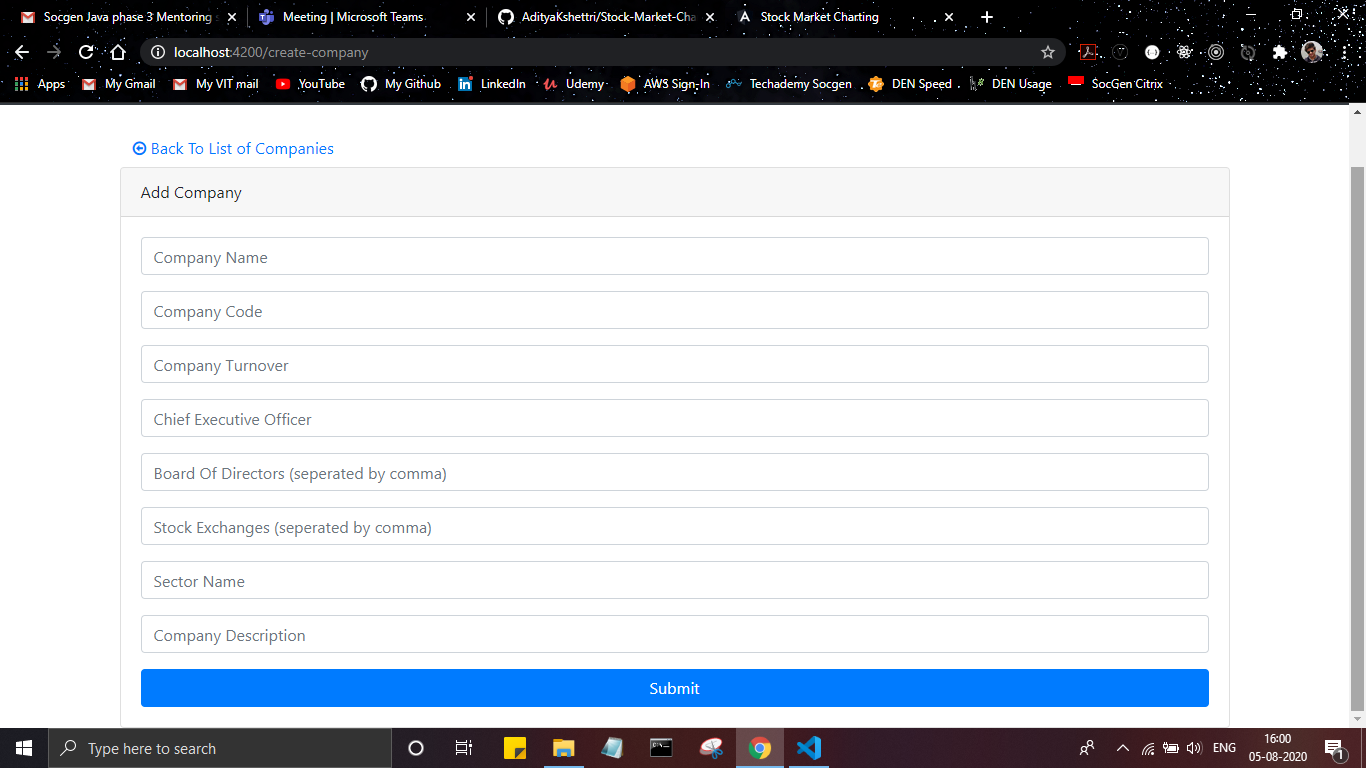 Socgen Java phase 3 Mentoring
Meeting | Microsoft Teams
AdityaKshettri/Stock-Market-Cha
Stock Market Charting
localhost:4200/create-company
Apps
My Gmail
My VIT mail
YouTube
My Github
LinkedIn
Udemy
AWS Sign-In
Techademy Socgen
DEN Speed
DEN Usage
SocGen Citrix
Back To List of Companies
Add Company
Company Name
Company Code
Company Turnover
Chief Executive Officer
Board Of Directors (seperated by comma)
Stock Exchanges (seperated by comma)
Sector Name
Company Description
Submit
Type here to search
ENG
16:00
05-08-2020
1